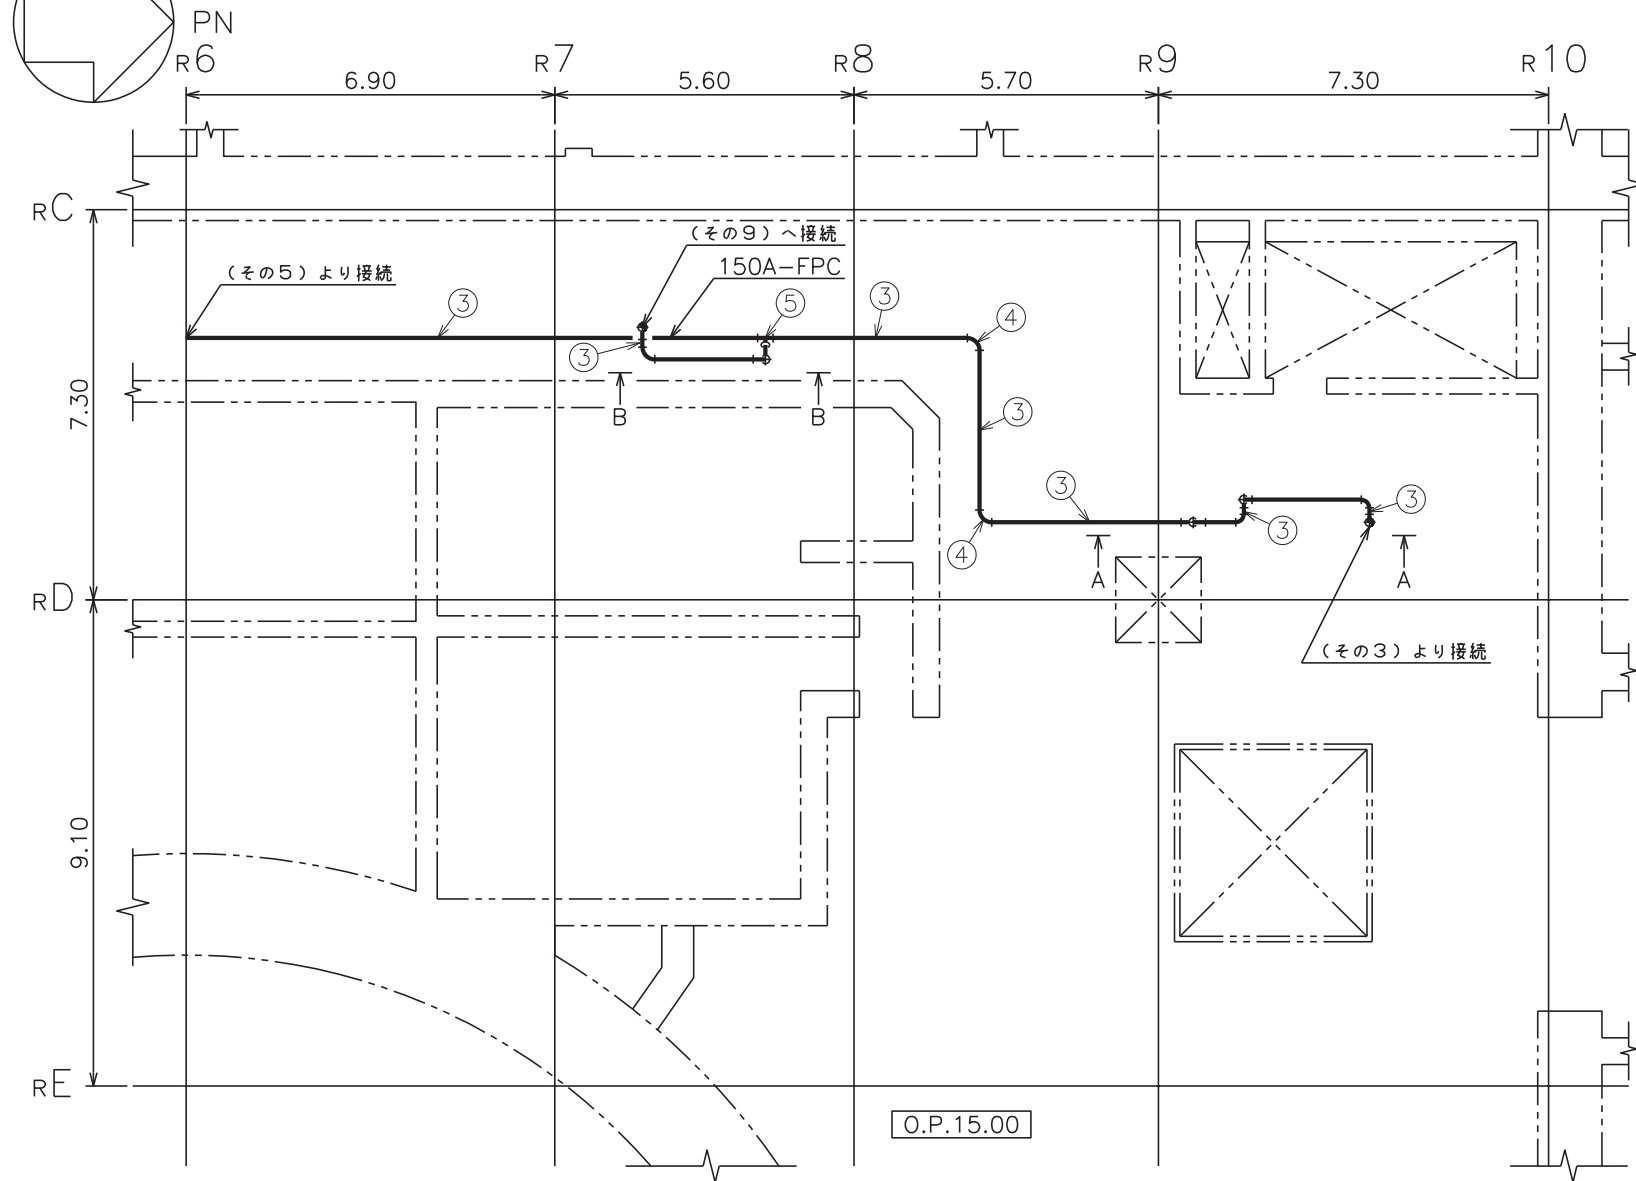 PN
R6
R7
R8
R9
R10
6.90
5.60
5.70
7.30
RC
(その9)へ接続
150A-FPC
(その5)より接続
③
⑤
③
④
③
7.30
B
B
③
③
③
③
④
A
A
RD
(その3)より接続
9.10
RE
O.P.15.00